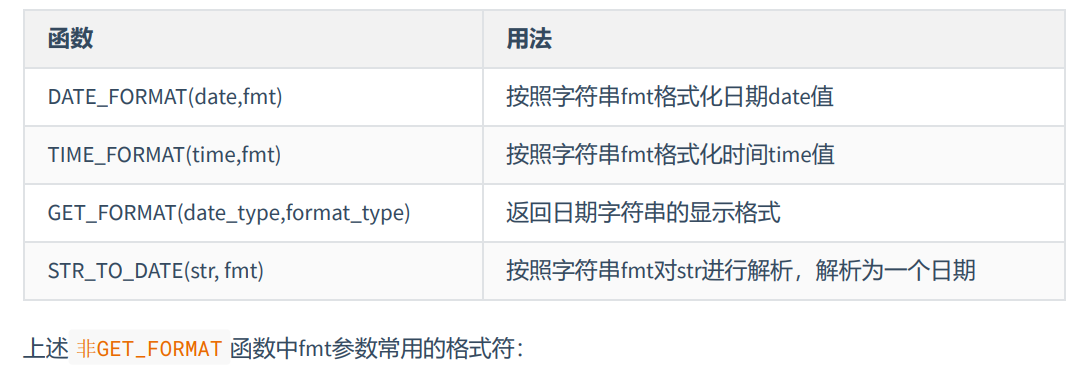 函数 用法
DATE_FORMAT(date,fmt) 按照字符串fmt格式化日期date值
TIME_FORMAT(time,fmt) 按照字符串fmt格式化时间time值
GET_FORMAT(date_type,format_type) 返回日期字符串的显示格式
STR_TO_DATE(str, fmt) 按照字符串fmt对str进行解析，解析为一个日期
上述 非GET_FORMAT 函数中fmt参数常用的格式符：